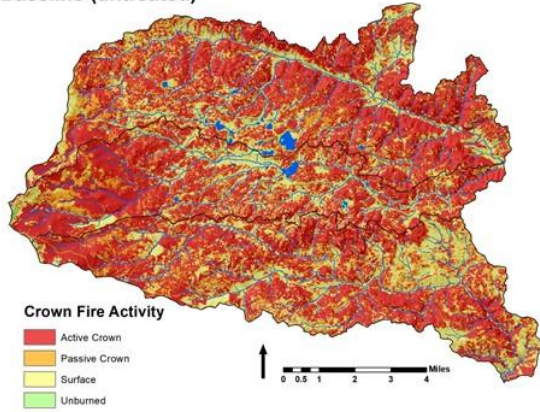 Crown Fire Activity
Active Crown
Passive Crown
Surface
Unburned
Miles
0 0.5 1 2 3 4